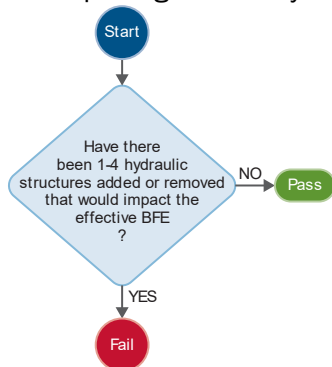 Start
Have there
been 1-4 hydraulic
structures added or removed
that would impact the
effective BFE
?
NO
Pass
YES
Fail